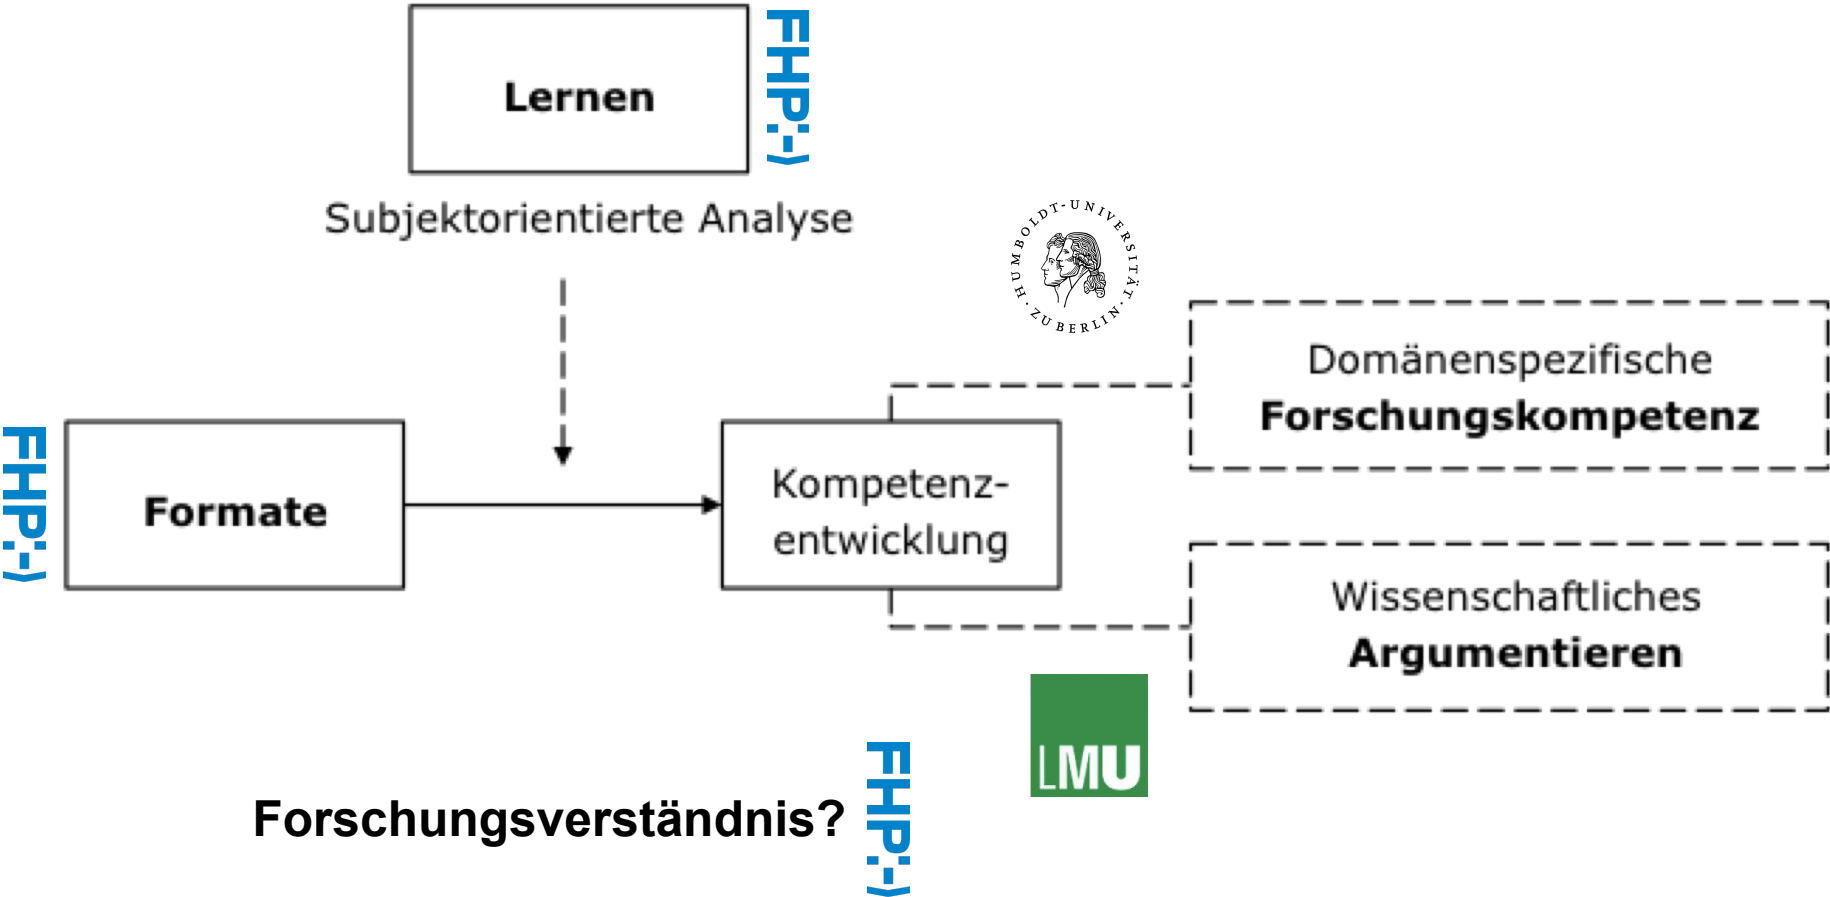 Lernen
FHP:-)
Subjektorientierte Analyse
HUMBOLDT-UNIVERSITÄT
· ZU BERLIN ·
Domänenspezifische
Forschungskompetenz
FHP:-)
Formate
Kompetenz-
entwicklung
Wissenschaftliches
Argumentieren
LMU
Forschungsverständnis?
FHP:-)